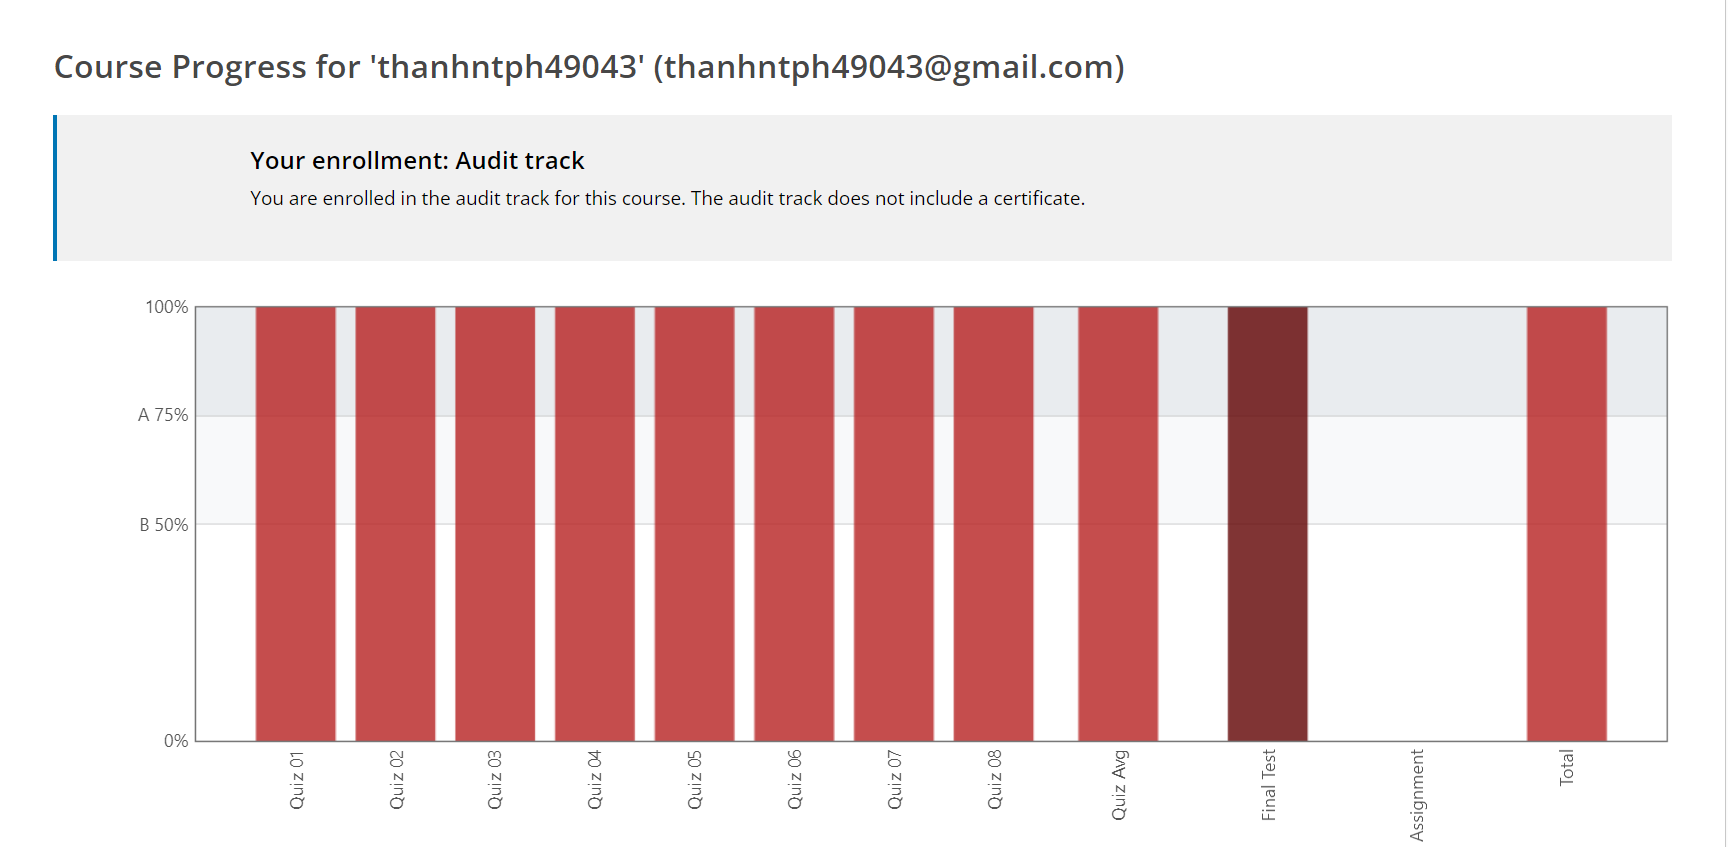 Course Progress for 'thanhntph49043' (thanhntph49043@gmail.com)
Your enrollment: Audit track
You are enrolled in the audit track for this course. The audit track does not include a certificate.
100%
A 75%
B 50%
0%
Quiz 01
Quiz 02
Quiz 03
Quiz 04
Quiz 05
Quiz 06
Quiz 07
Quiz 08
Quiz Avg
Final Test
Assignment
Total